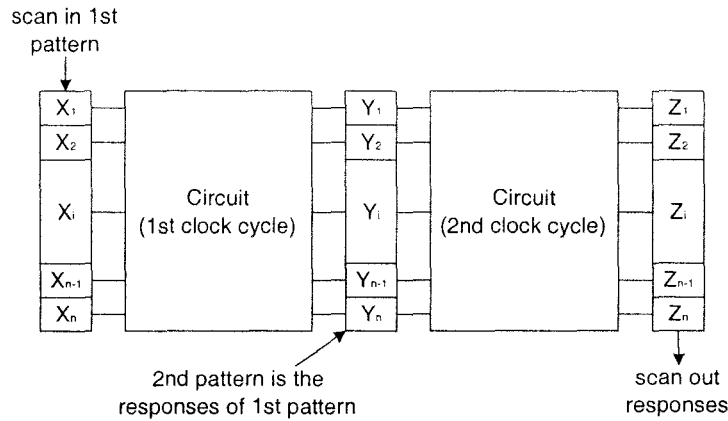 scan in 1st
pattern
X₁ Y₁ Z₁
X₂ Y₂ Z₂
Circuit Circuit
Xᵢ (1st clock cycle) Yᵢ (2nd clock cycle) Zᵢ
Xₙ₋₁ Yₙ₋₁ Zₙ₋₁
Xₙ Yₙ Zₙ
2nd pattern is the
responses of 1st pattern
scan out
responses